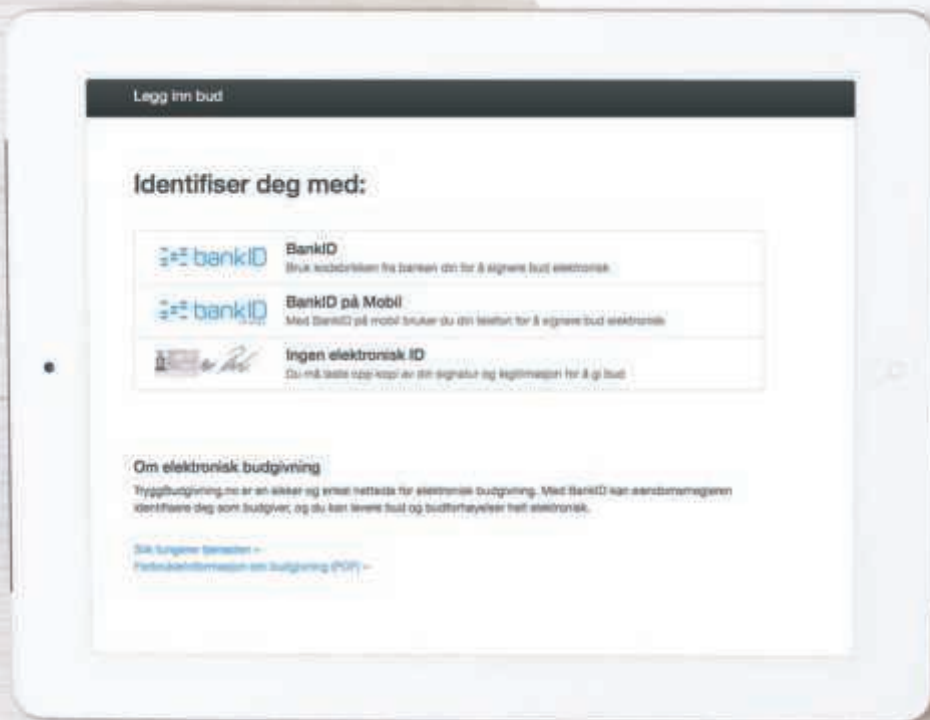 Legg inn bud
Identifiser deg med:
bankID
BankID
Bruk kodebrikken fra banken din for å signere bud elektronisk
bankID
BankID på Mobil
Med BankID på mobil bruker du din telefon for å signere bud elektronisk
Ingen elektronisk ID
Du må laste opp kopi av din signatur og legitimasjon for å gi bud
Om elektronisk budgivning
TryggBudgivning.no er en sikker og enkel nettside for elektronisk budgivning. Med BankID kan eiendomsmegleren
identifisere deg som budgiver, og du kan levere bud og budforhøyelser helt elektronisk.
Slik fungerer tjenesten »
Forbrukerinformasjon om budgivning (PDF) »